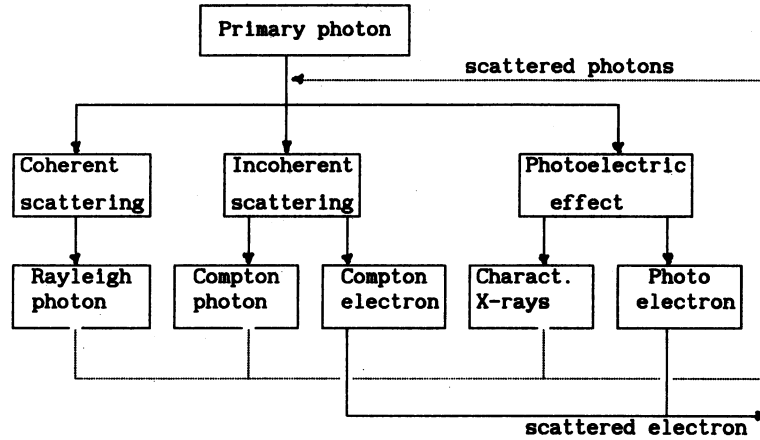 Primary photon
scattered photons
Coherent
scattering
Incoherent
scattering
Photoelectric
effect
Rayleigh
photon
Compton
photon
Compton
electron
Charact.
X-rays
Photo
electron
scattered electron